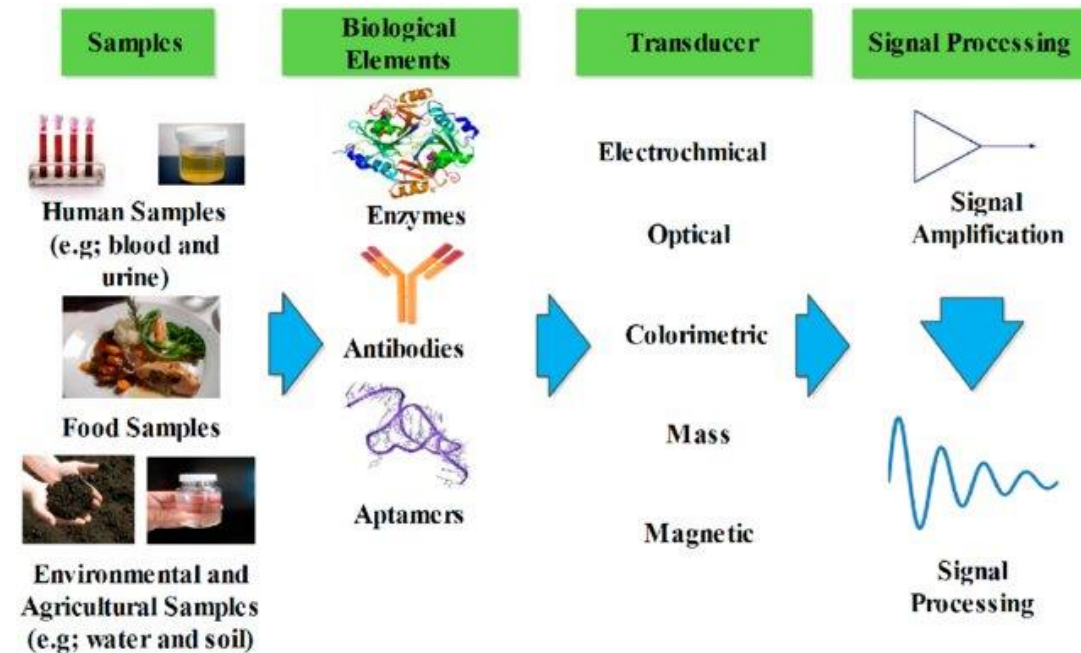 Samples
Human Samples
(e.g; blood and
urine)
Food Samples
Environmental and
Agricultural Samples
(e.g; water and soil)
Biological
Elements
Enzymes
Antibodies
Aptamers
Transducer
Electrochmical
Optical
Colorimetric
Mass
Magnetic
Signal Processing
Signal
Amplification
Signal
Processing